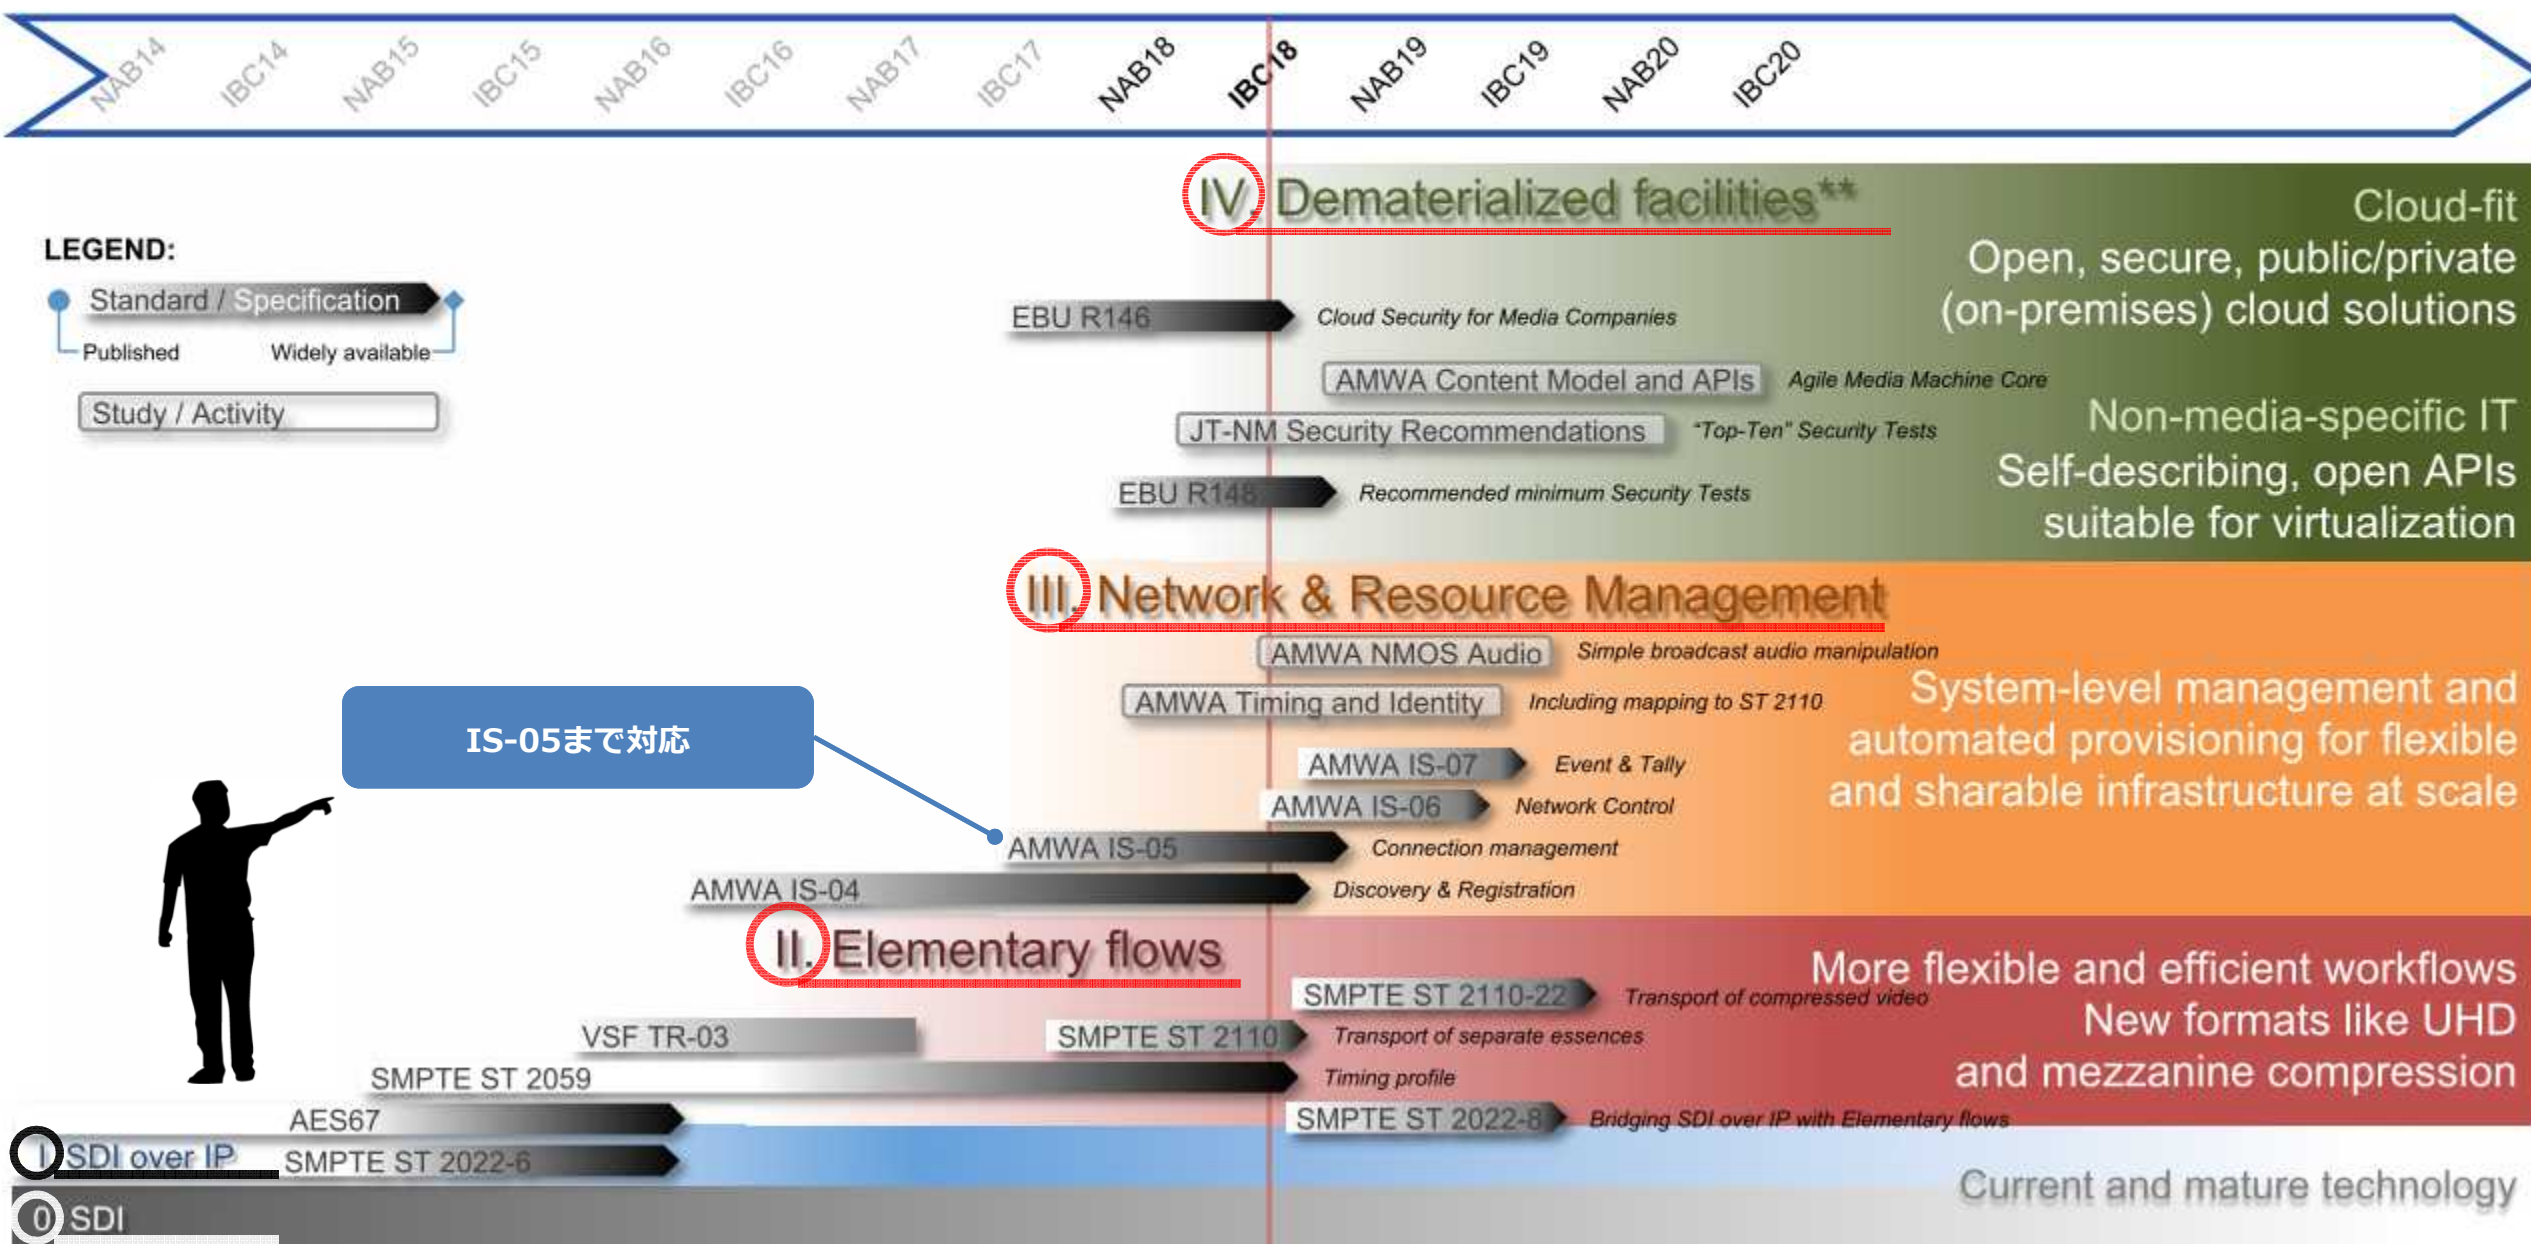 NAB14
IBC14
NAB15
IBC15
NAB16
IBC16
NAB17
IBC17
NAB18
IBC18
NAB19
IBC19
NAB20
IBC20
IV. Dematerialized facilities**
Cloud-fit
Open, secure, public/private
(on-premises) cloud solutions
LEGEND:
Standard / Specification
Published
Widely available
Study / Activity
EBU R146
Cloud Security for Media Companies
AMWA Content Model and APIs
Agile Media Machine Core
JT-NM Security Recommendations
“Top-Ten” Security Tests
EBU R148
Recommended minimum Security Tests
Non-media-specific IT
Self-describing, open APIs
suitable for virtualization
III. Network & Resource Management
AMWA NMOS Audio
Simple broadcast audio manipulation
AMWA Timing and Identity
Including mapping to ST 2110
AMWA IS-07
Event & Tally
AMWA IS-06
Network Control
AMWA IS-05
Connection management
AMWA IS-04
Discovery & Registration
System-level management and
automated provisioning for flexible
and sharable infrastructure at scale
IS-05まで対応
II. Elementary flows
SMPTE ST 2110-22
Transport of compressed video
VSF TR-03
SMPTE ST 2110
Transport of separate essences
SMPTE ST 2059
Timing profile
AES67
SMPTE ST 2022-8
Bridging SDI over IP with Elementary flows
More flexible and efficient workflows
New formats like UHD
and mezzanine compression
I SDI over IP
SMPTE ST 2022-6
Current and mature technology
0 SDI